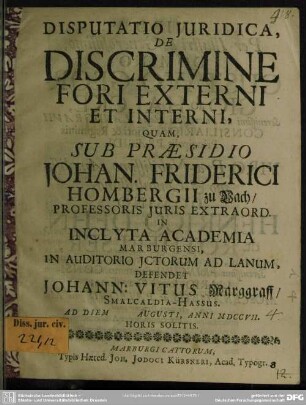 DISPUTATIO JURIDICA,
DE
DISCRIMINE
FORI EXTERNI
ET INTERNI,
QUAM,
SUB PRÆSIDIO
JOHAN. FRIDERICI
HOMBERGII zu Vach/
PROFESSORIS JURIS EXTRAORD.
IN
INCLYTA ACADEMIA
MARBURGENSI,
IN AUDITORIO JCTORUM AD LANUM,
DEFENDET
JOHANN: VITUS Marggraff/
SMALCALDIA-HASSUS.
AD DIEM AUGUSTI, ANNI MDCCVII.
HORIS SOLITIS.
Diss. jur. civ.
MARBURGI CATTORUM,
Typis Hæred. JOH. JODOCI KÜRSNERI, Acad. Typogr.
12.